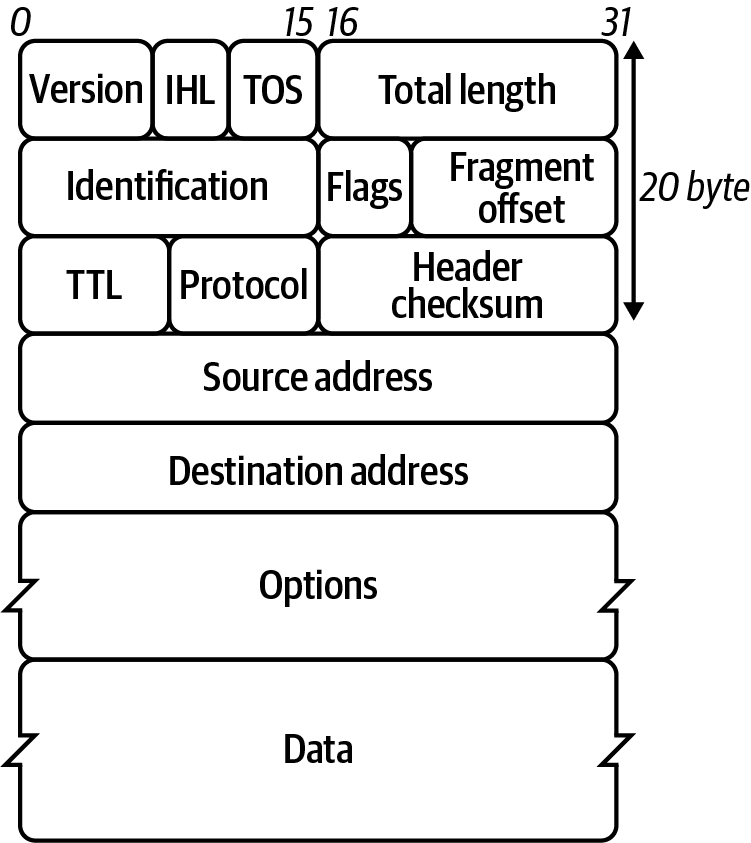 0 15 16 31
Version IHL TOS Total length
Identification Flags Fragment
offset
20 byte
TTL Protocol Header
checksum
Source address
Destination address
Options
Data